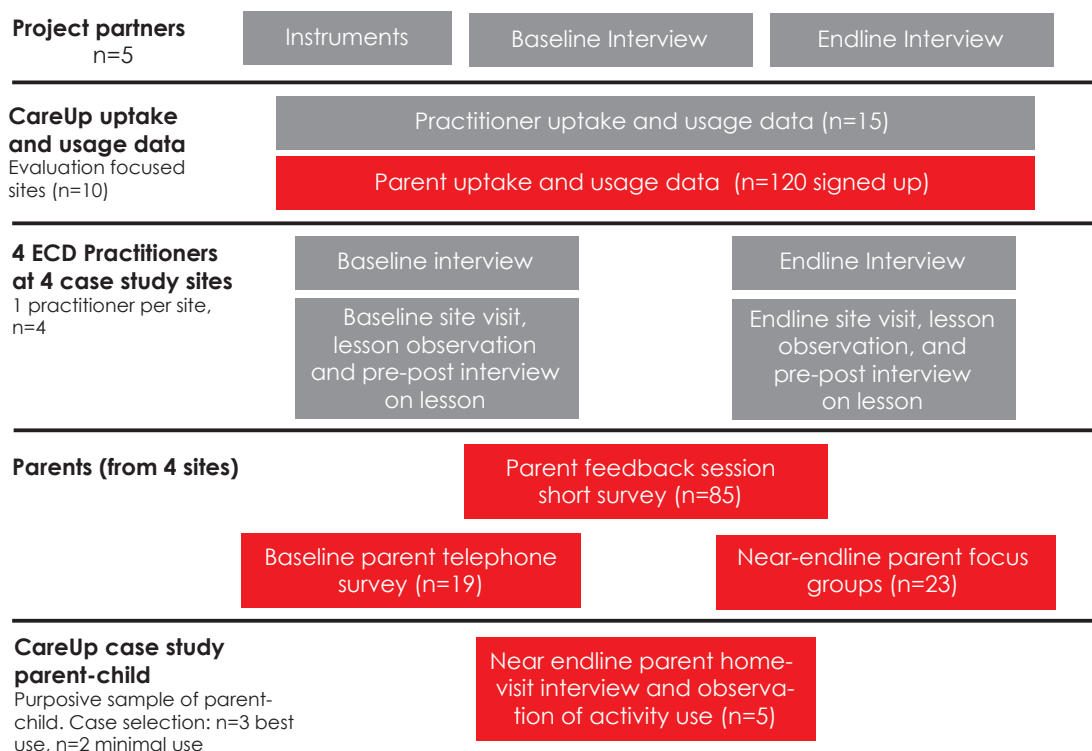 Project partners
n=5
Instruments
Baseline Interview
Endline Interview
CareUp uptake
and usage data
Evaluation focused
sites (n=10)
Practitioner uptake and usage data (n=15)
Parent uptake and usage data (n=120 signed up)
4 ECD Practitioners
at 4 case study sites
1 practitioner per site,
n=4
Baseline interview
Endline Interview
Baseline site visit,
lesson observation
and pre-post interview
on lesson
Endline site visit, lesson
observation, and
pre-post interview
on lesson
Parents (from 4 sites)
Parent feedback session
short survey (n=85)
Baseline parent telephone
survey (n=19)
Near-endline parent focus
groups (n=23)
CareUp case study
parent-child
Purposive sample of parent-
child. Case selection: n=3 best
use, n=2 minimal use
Near endline parent home-
visit interview and observa-
tion of activity use (n=5)